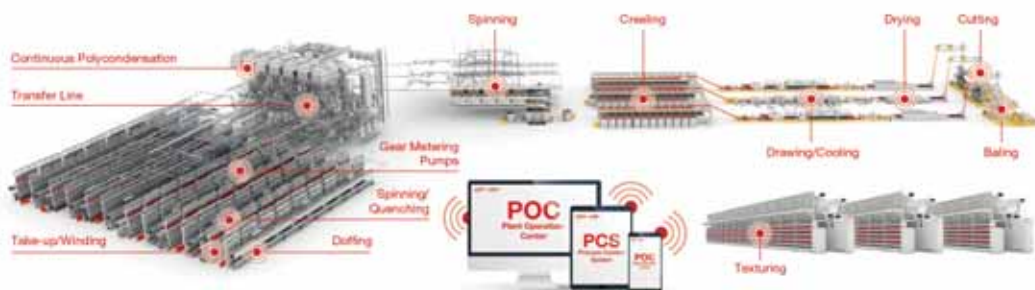 Spinning
Creeling
Drying
Cutting
Continuous Polycondensation
Transfer Line
Gear Metering
Pumps
Drawing/Cooling
Baling
Spinning/
Quenching
Take-up/Winding
Doffing
POC
Plant Operation
Center
PCS
POC
Texturing